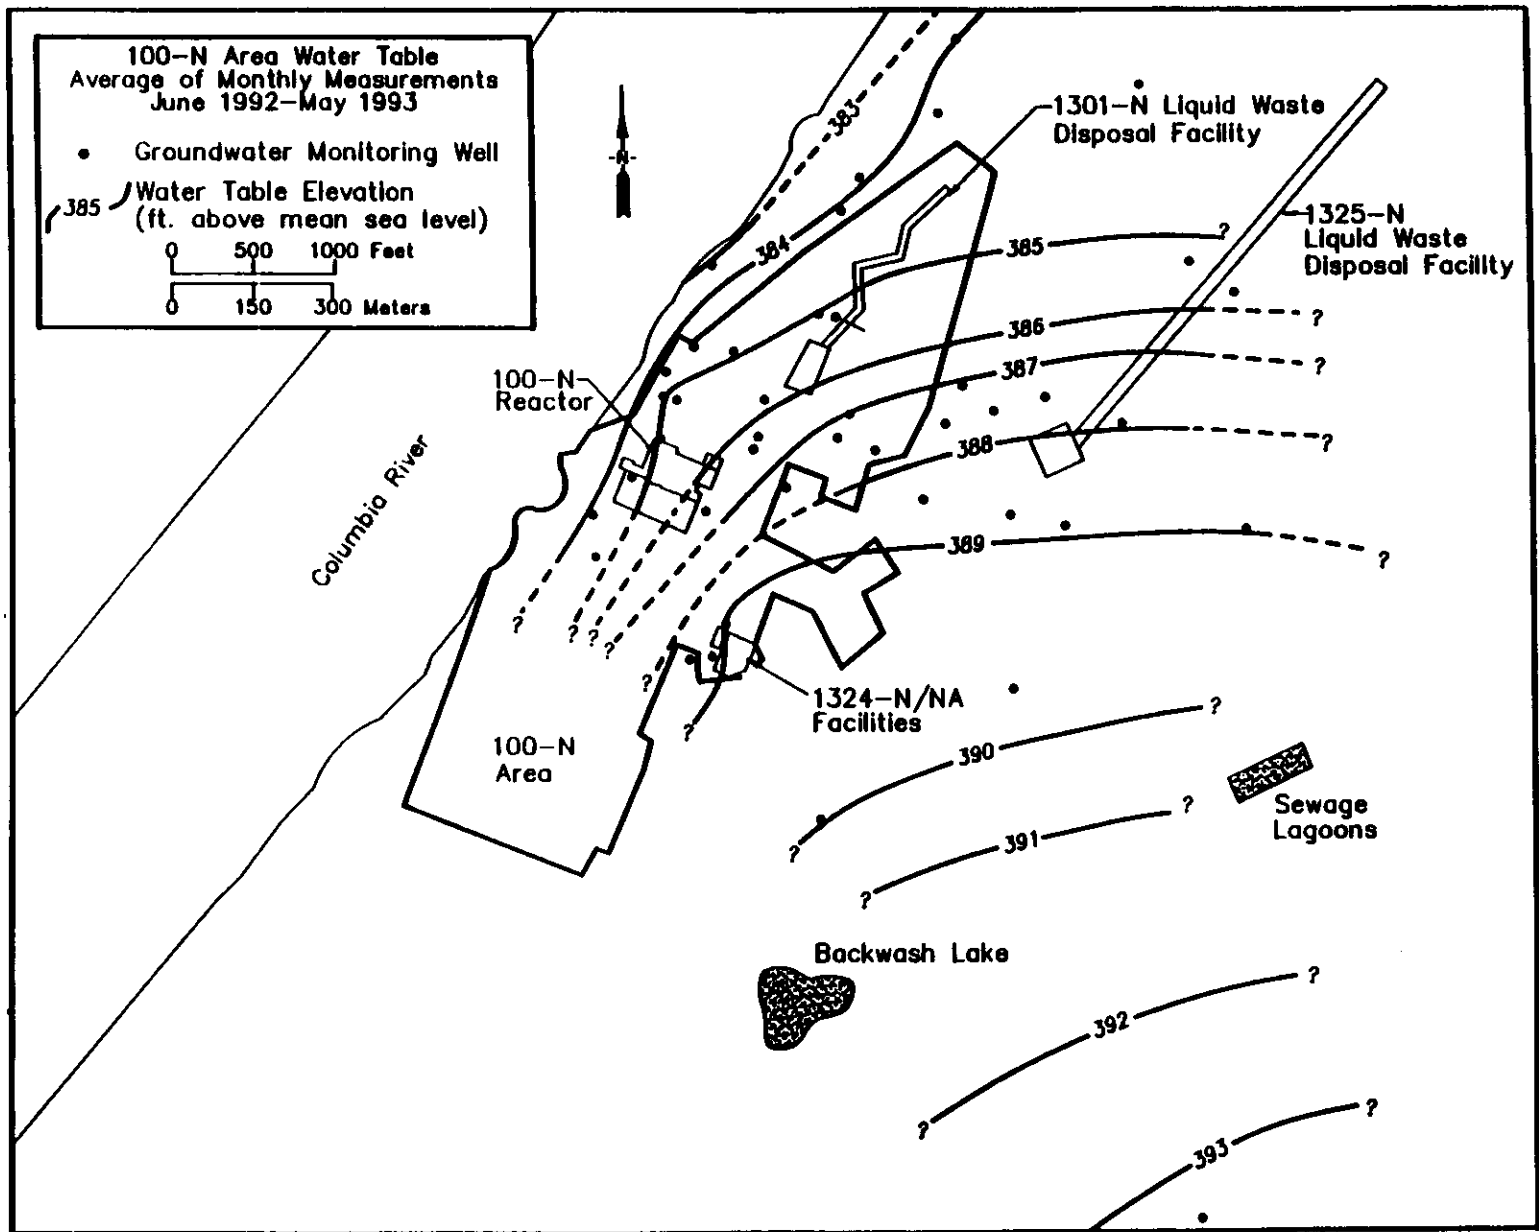 100-N Area Water Table
Average of Monthly Measurements
June 1992-May 1993
Groundwater Monitoring Well
385
Water Table Elevation
(ft. above mean sea level)
0 500 1000 Feet
0 150 300 Meters
-N-
383
1301-N Liquid Waste
Disposal Facility
1325-N
Liquid Waste
Disposal Facility
384
385
?
386
?
387
?
100-N
Reactor
388
?
Columbia River
389
?
?
?
?
?
?
?
1324-N/NA
Facilities
100-N
Area
390
?
?
Sewage
Lagoons
391
?
?
Backwash Lake
392
?
?
393
?